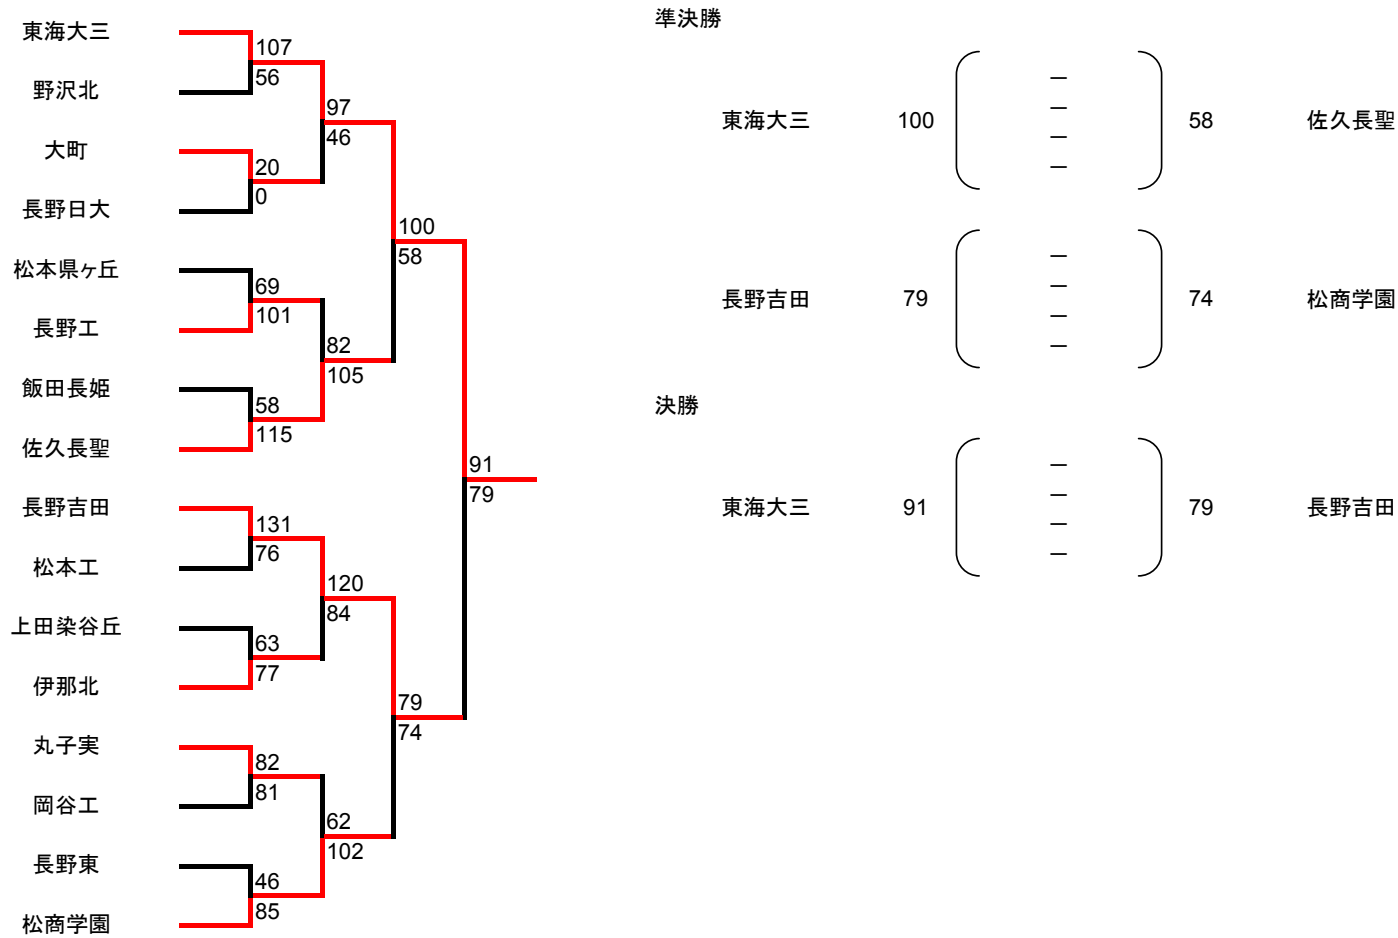 東海大三
107
56
野沢北
97
46
大町
20
0
長野日大
100
58
松本県ヶ丘
69
101
長野工
82
105
飯田長姫
58
115
佐久長聖
91
79
長野吉田
131
76
松本工
120
84
上田染谷丘
63
77
伊那北
79
74
丸子実
82
81
岡谷工
62
102
長野東
46
85
松商学園
準決勝
東海大三 100 － － － － 58 佐久長聖
長野吉田 79 － － － － 74 松商学園
決勝
東海大三 91 － － － － 79 長野吉田